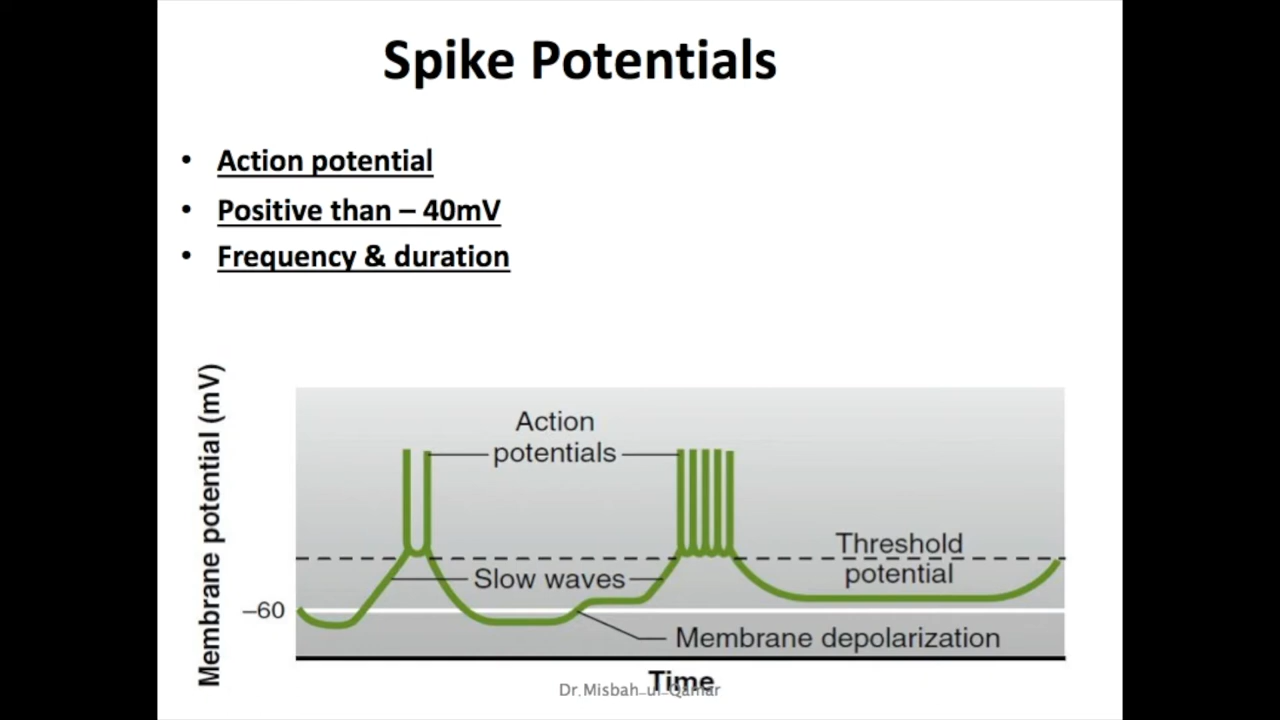 Spike Potentials
• Action potential
• Positive than – 40mV
• Frequency & duration
Membrane potential (mV)
Action
potentials
Threshold
potential
Slow waves
–60
Membrane depolarization
Time
Dr.Misbah-ul-Qamar